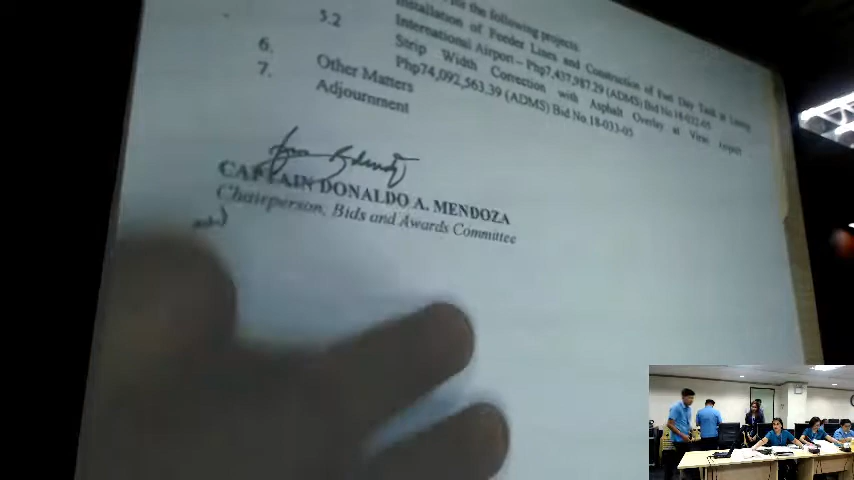 the following projects:
5.2 Installation of Feeder Lines and Construction of Fuel Day Tank at Laoag
International Airport – Php7,437,987.29 (ADMS) Bid No. 18-032-05
Strip Width Correction with Asphalt Overlay at Virac Airport
Php74,092,563.39 (ADMS) Bid No. 18-033-05
6. Other Matters
7. Adjournment
CAPTAIN DONALDO A. MENDOZA
Chairperson, Bids and Awards Committee